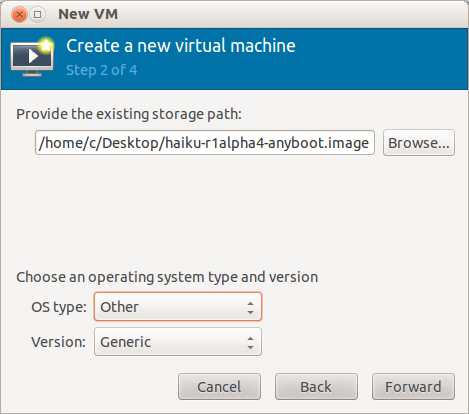 New VM
Create a new virtual machine
Step 2 of 4
Provide the existing storage path:
/home/c/Desktop/haiku-r1alpha4-anyboot.image Browse...
Choose an operating system type and version
OS type: Other
Version: Generic
Cancel Back Forward